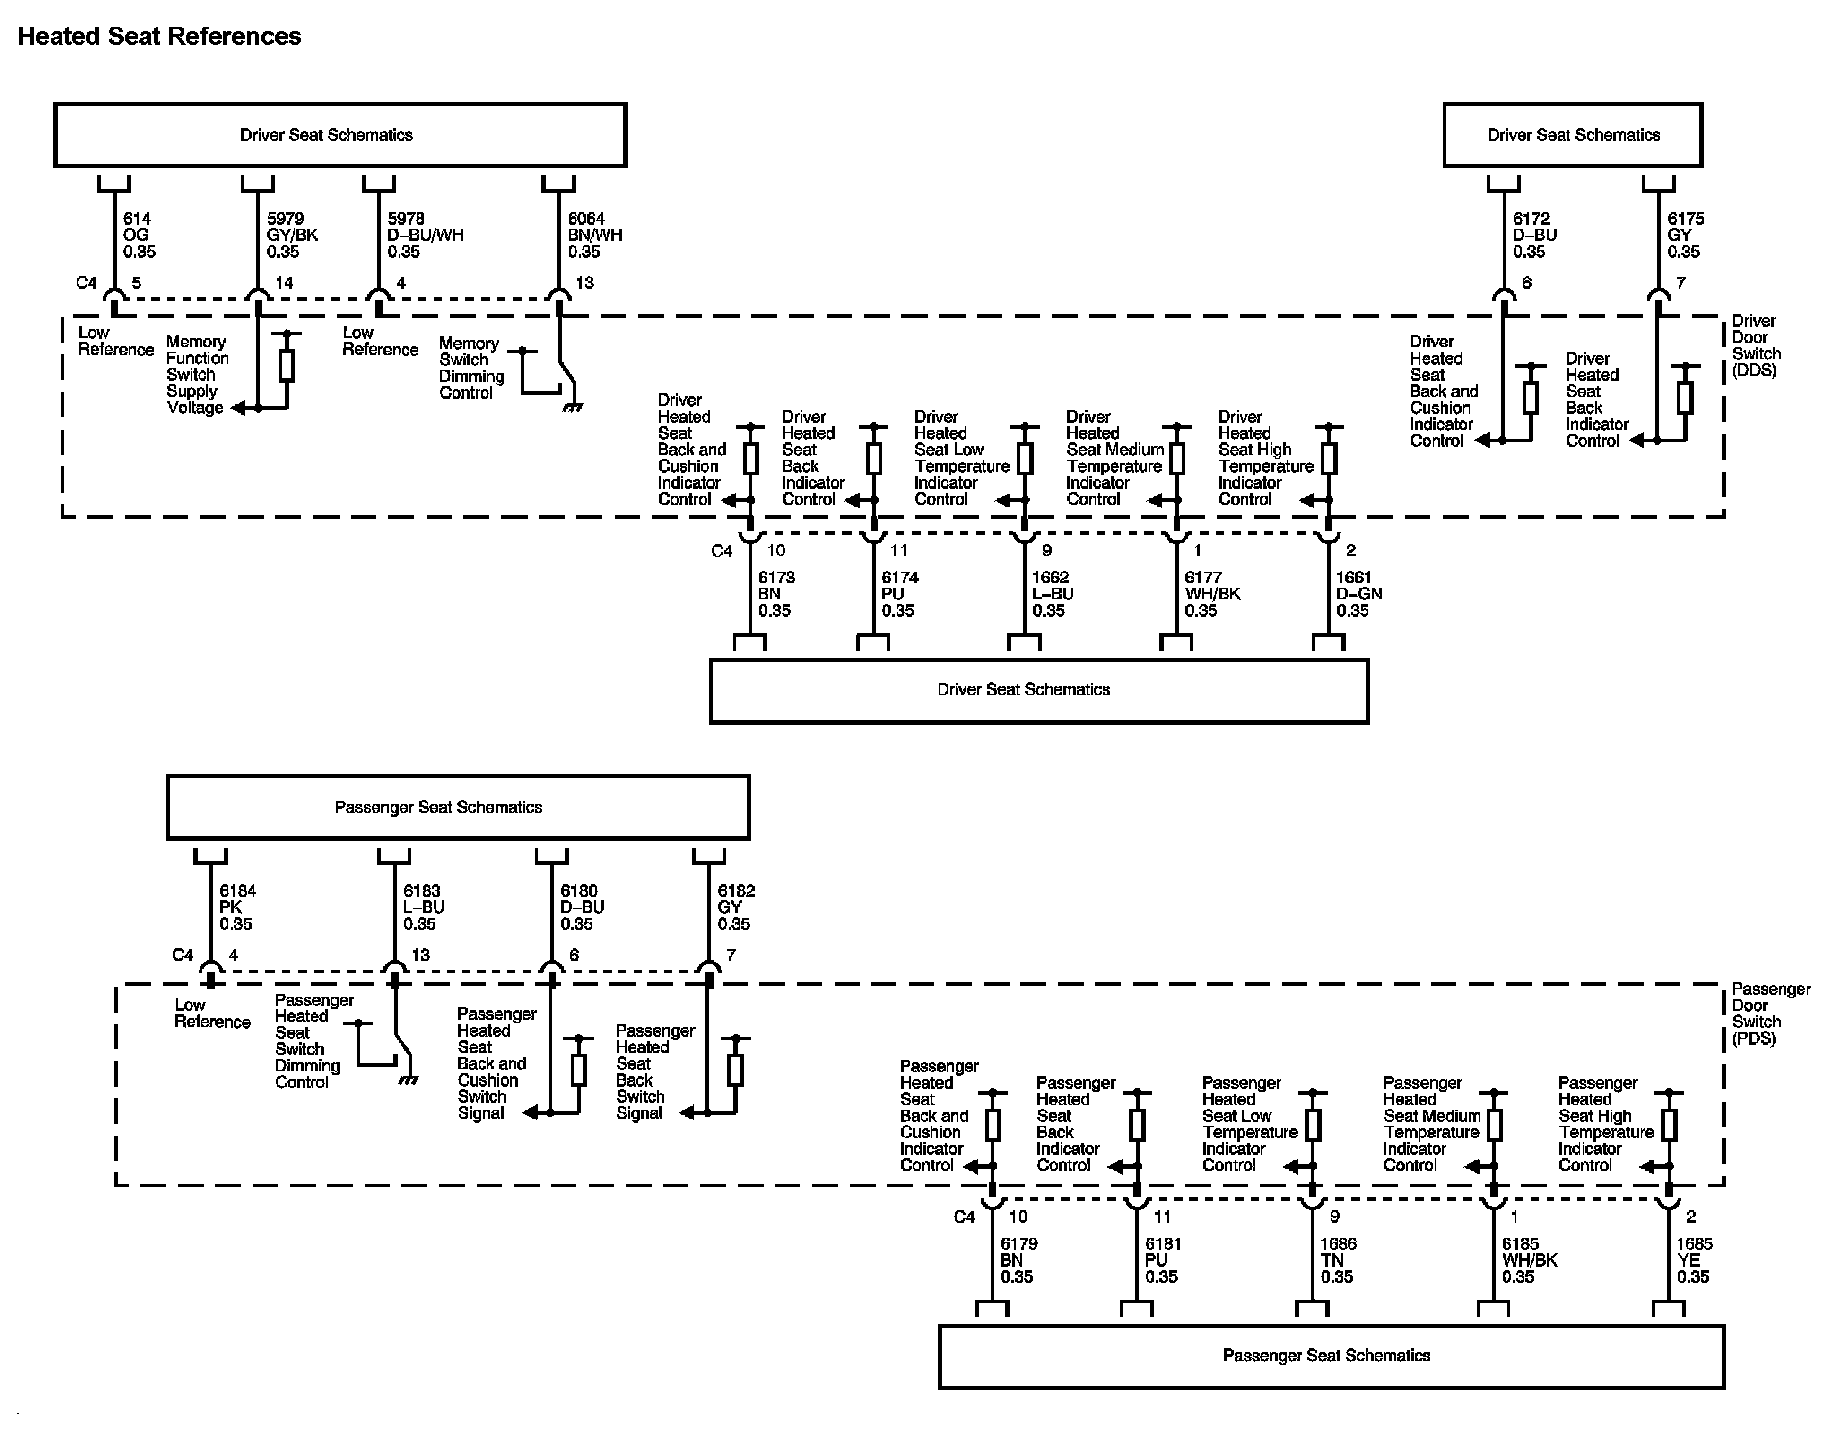 Heated Seat References
Driver Seat Schematics
Driver Seat Schematics
614
OG
0.35
5979
GY/BK
0.35
5978
D-BU/WH
0.35
6064
BN/WH
0.35
6172
D-BU
0.35
6175
GY
0.35
C4 5 14 4 13 6 7
Low
Reference
Memory
Function
Switch
Supply
Voltage
Low
Reference
Memory
Switch
Dimming
Control
Driver
Heated
Seat
Back and
Cushion
Indicator
Control
Driver
Heated
Seat
Back
Indicator
Control
Driver
Door
Switch
(DDS)
Driver
Heated
Seat
Back and
Cushion
Indicator
Control
Driver
Heated
Seat
Back
Indicator
Control
Driver
Heated
Seat Low
Temperature
Indicator
Control
Driver
Heated
Seat Medium
Temperature
Indicator
Control
Driver
Heated
Seat High
Temperature
Indicator
Control
C4 10 11 9 1 2
6173
BN
0.35
6174
PU
0.35
1662
L-BU
0.35
6177
WH/BK
0.35
1661
D-GN
0.35
Driver Seat Schematics
Passenger Seat Schematics
6184
PK
0.35
6183
L-BU
0.35
6180
D-BU
0.35
6182
GY
0.35
C4 4 13 6 7
Low
Reference
Passenger
Heated
Seat
Switch
Dimming
Control
Passenger
Heated
Seat
Back and
Cushion
Switch
Signal
Passenger
Heated
Seat
Back
Switch
Signal
Passenger
Door
Switch
(PDS)
Passenger
Heated
Seat
Back and
Cushion
Indicator
Control
Passenger
Heated
Seat
Back
Indicator
Control
Passenger
Heated
Seat Low
Temperature
Indicator
Control
Passenger
Heated
Seat Medium
Temperature
Indicator
Control
Passenger
Heated
Seat High
Temperature
Indicator
Control
C4 10 11 9 1 2
6179
BN
0.35
6181
PU
0.35
1686
TN
0.35
6185
WH/BK
0.35
1685
YE
0.35
Passenger Seat Schematics